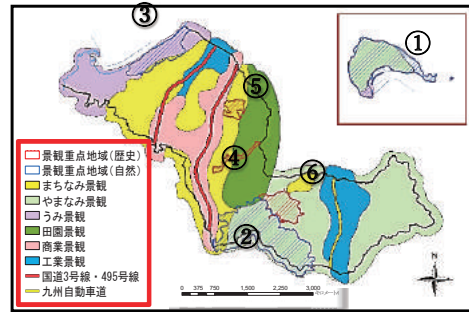 ③
①
⑤
④
⑥
②
景観重点地域(歴史)
景観重点地域(自然)
まちなみ景観
やまなみ景観
うみ景観
田園景観
商業景観
工業景観
国道3号線・495号線
九州自動車道
0 375 750 1,500 2,250 3,000
N